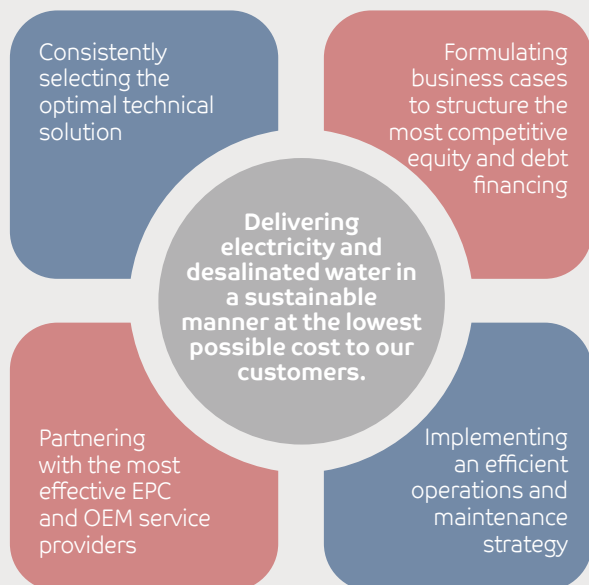 Consistently
selecting the
optimal technical
solution
Formulating
business cases
to structure the
most competitive
equity and debt
financing
Delivering
electricity and
desalinated water in
a sustainable
manner at the lowest
possible cost to our
customers.
Partnering
with the most
effective EPC
and OEM service
providers
Implementing
an efficient
operations and
maintenance
strategy